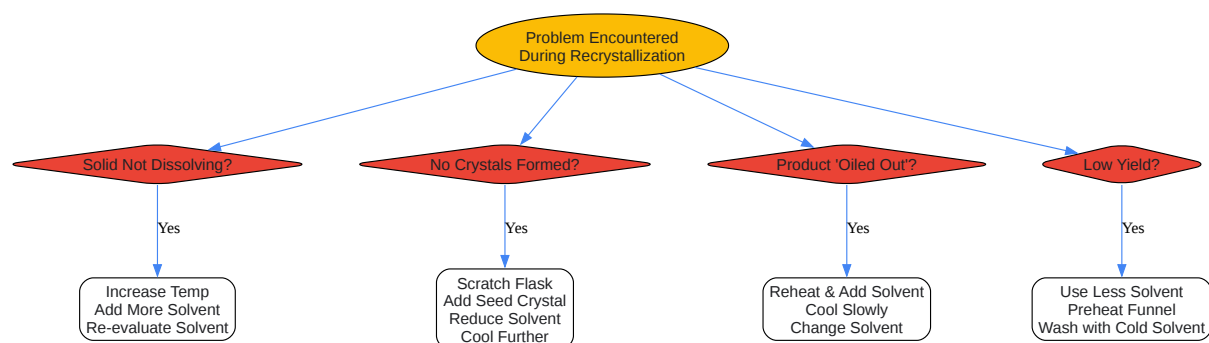 Problem Encountered
During Recrystallization
Solid Not Dissolving?
No Crystals Formed?
Product 'Oiled Out'?
Low Yield?
Yes
Yes
Yes
Yes
Increase Temp
Add More Solvent
Re-evaluate Solvent
Scratch Flask
Add Seed Crystal
Reduce Solvent
Cool Further
Reheat & Add Solvent
Cool Slowly
Change Solvent
Use Less Solvent
Preheat Funnel
Wash with Cold Solvent